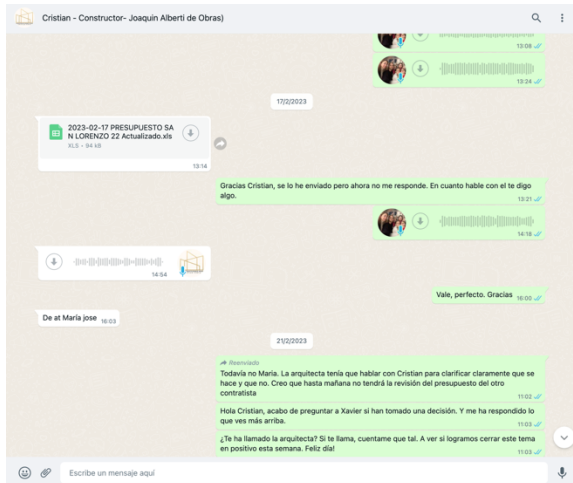 Cristian - Constructor- Joaquin Alberti de Obras)
13:08
13:24
17/2/2023
2023-02-17 PRESUPUESTO SA
N LORENZO 22 Actualizado.xls
XLS • 94 kB
13:14
Gracias Cristian, se lo he enviado pero ahora no me responde. En cuanto hable con el te digo
algo.
13:21
14:18
14:54
Vale, perfecto. Gracias 16:00
De at María jose 16:03
21/2/2023
Reenviado
Todavía no Maria. La arquitecta tenía que hablar con Cristian para clarificar claramente que se
hace y que no. Creo que hasta mañana no tendrá la revisión del presupuesto del otro
contratista
11:02
Hola Cristian, acabo de preguntar a Xavier si han tomado una decisión. Y me ha respondido lo
que ves más arriba.
11:03
¿Te ha llamado la arquitecta? Si te llama, cuentame que tal. A ver si logramos cerrar este tema
en positivo esta semana. Feliz día!
11:03
Escribe un mensaje aquí